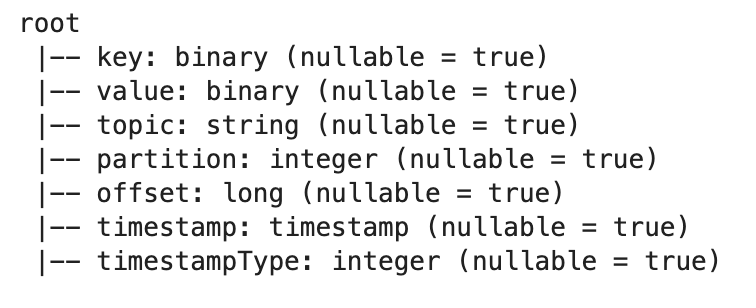 root
 |-- key: binary (nullable = true)
 |-- value: binary (nullable = true)
 |-- topic: string (nullable = true)
 |-- partition: integer (nullable = true)
 |-- offset: long (nullable = true)
 |-- timestamp: timestamp (nullable = true)
 |-- timestampType: integer (nullable = true)